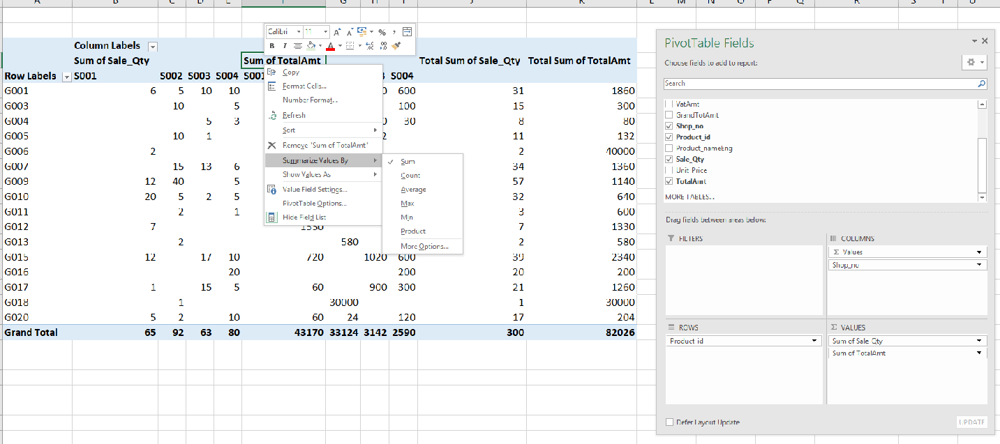 A B C D E F G H I J K L M N O P Q R S T U
Calibri 11 A A % ,
B I A
Column Labels
Sum of Sale_Qty Sum of TotalAmt Total Sum of Sale_Qty Total Sum of TotalAmt
Row Labels S001 S002 S003 S004 S001 S004
G001 6 5 10 10 600 31 1860
G003 10 5 100 15 300
G004 5 3 30 8 80
G005 10 1 2 11 132
G006 2 2 40000
G007 15 13 6 34 1360
G009 12 40 5 57 1140
G010 20 5 2 5 32 640
G011 2 1 3 600
G012 7 1330 7 1330
G013 2 580 2 580
G015 12 17 10 720 1020 600 39 2340
G016 20 200 20 200
G017 1 15 5 60 900 300 21 1260
G018 1 30000 1 30000
G020 5 2 10 60 24 120 17 204
Grand Total 65 92 63 80 43170 33124 3142 2590 300 82026
Copy
Format Cells...
Number Format...
Refresh
Sort
Remove "Sum of TotalAmt"
Summarize Values By
Show Values As
Value Field Settings...
PivotTable Options...
Hide Field List
Sum
Count
Average
Max
Min
Product
More Options...
PivotTable Fields
Choose fields to add to report:
Search
VatAmt
GrandTotAmt
Shop_no
Product_id
Product_nameEng
Sale_Qty
Unit_Price
TotalAmt
MORE TABLES...
Drag fields between areas below:
FILTERS
COLUMNS
Σ Values
Shop_no
ROWS
Product_id
Σ VALUES
Sum of Sale_Qty
Sum of TotalAmt
Defer Layout Update
UPDATE